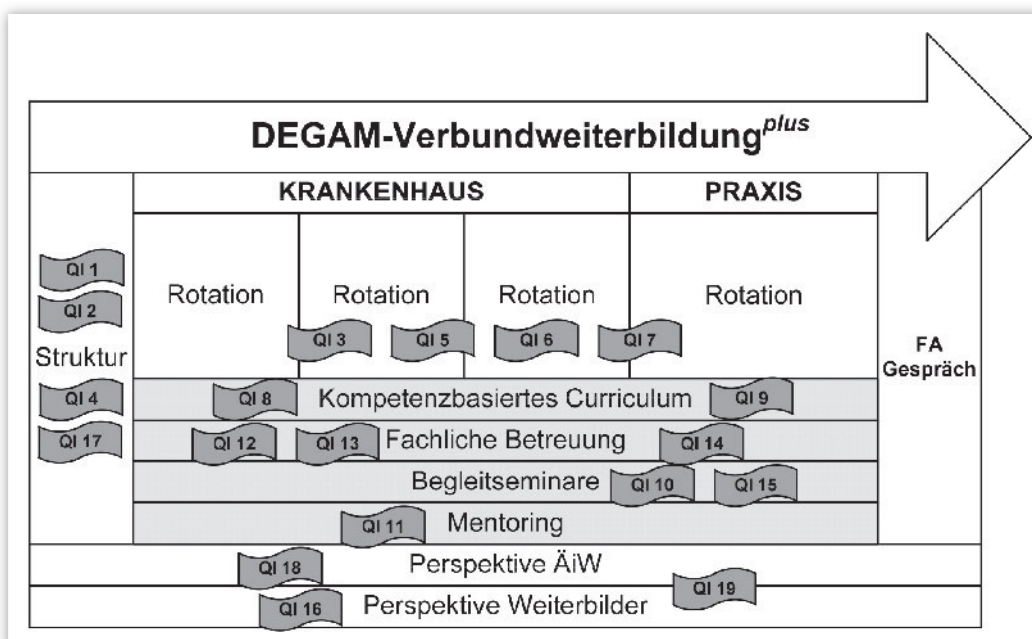 DEGAM-Verbundweiterbildung plus
KRANKENHAUS PRAXIS
QI 1
QI 2
Struktur
QI 4
QI 17
Rotation Rotation Rotation Rotation
QI 3 QI 5 QI 6 QI 7
QI 8 Kompetenzbasiertes Curriculum QI 9
QI 12 QI 13 Fachliche Betreuung QI 14
Begleitseminare QI 10 QI 15
QI 11 Mentoring
FA
Gespräch
QI 18 Perspektive ÄiW
QI 19
QI 16 Perspektive Weiterbilder